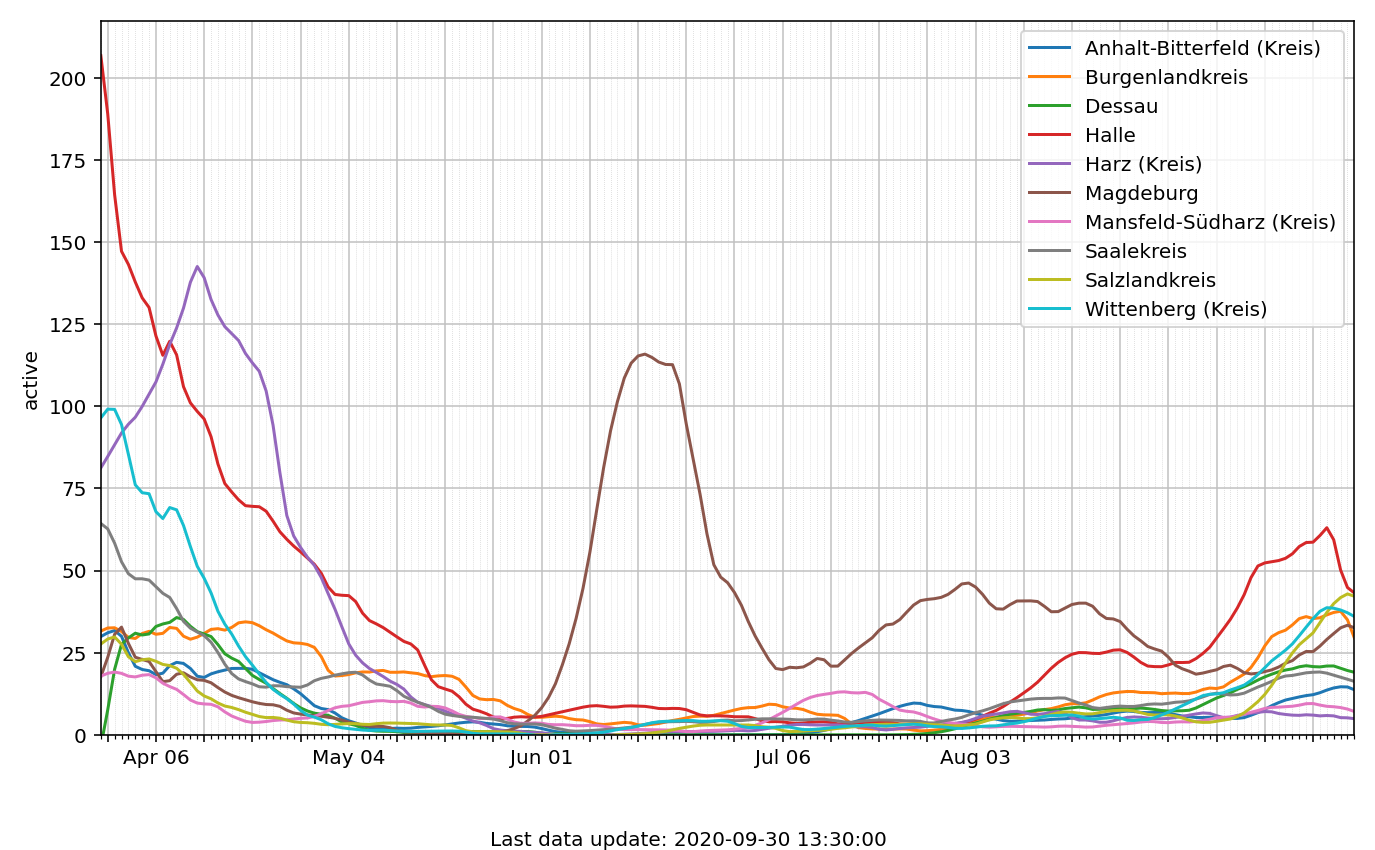 200
175
150
125
100
75
50
25
0
active
Anhalt-Bitterfeld (Kreis)
Burgenlandkreis
Dessau
Halle
Harz (Kreis)
Magdeburg
Mansfeld-Südharz (Kreis)
Saalekreis
Salzlandkreis
Wittenberg (Kreis)
Apr 06 May 04 Jun 01 Jul 06 Aug 03
Last data update: 2020-09-30 13:30:00